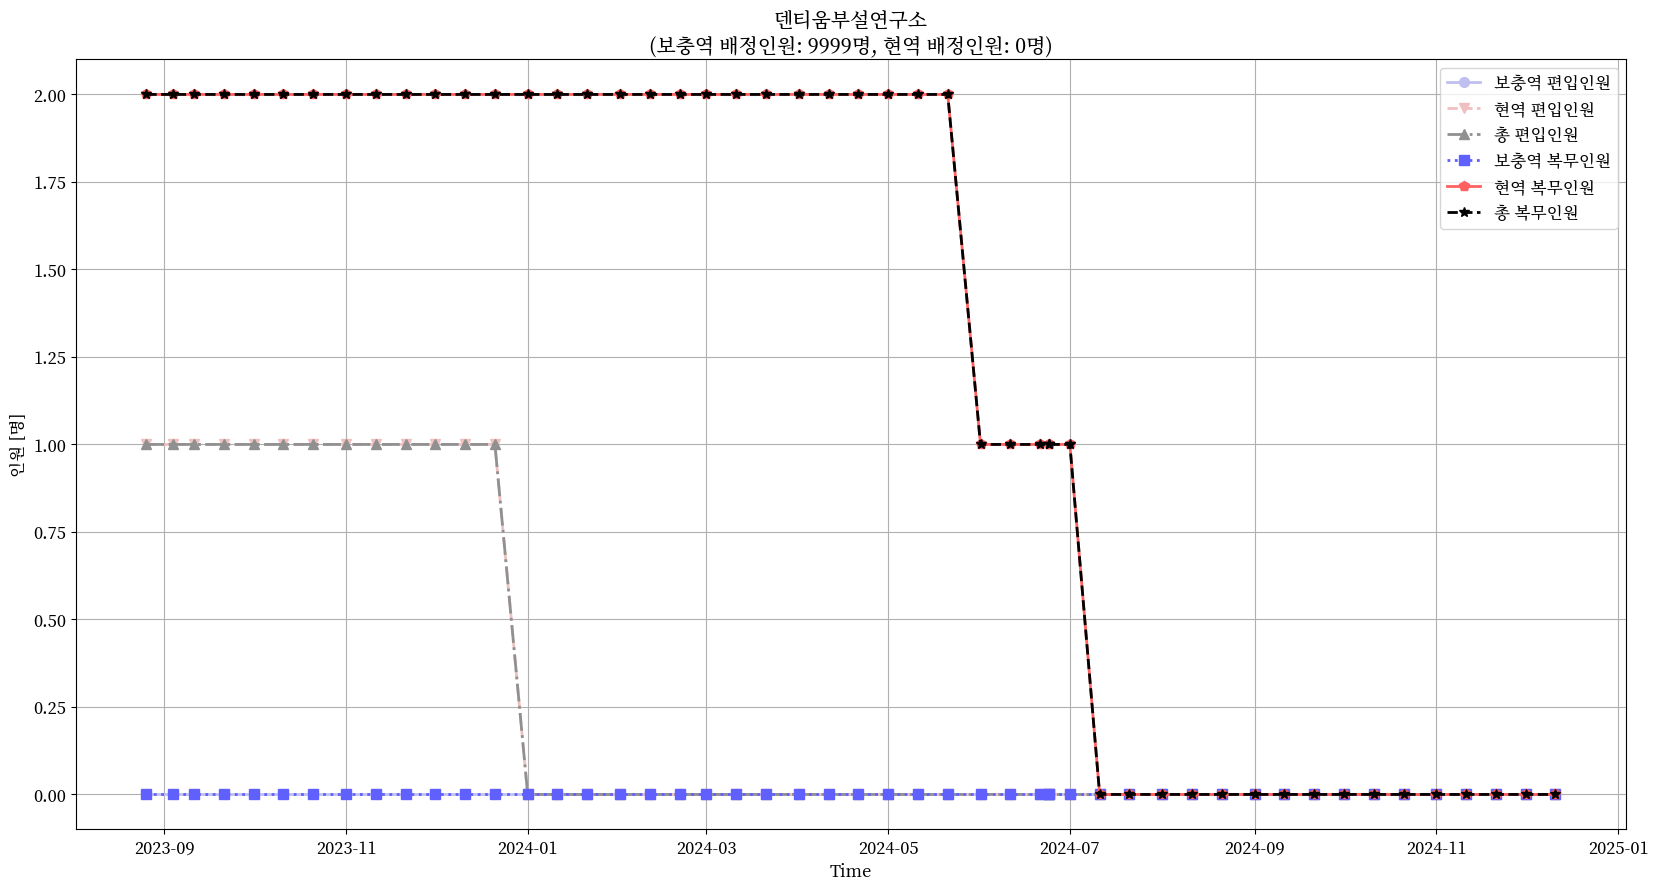 덴티움부설연구소
(보충역 배정인원: 9999명, 현역 배정인원: 0명)
보충역 편입인원
현역 편입인원
총 편입인원
보충역 복무인원
현역 복무인원
총 복무인원
2.00
1.75
1.50
1.25
1.00
0.75
0.50
0.25
0.00
인원 [명]
2023-09 2023-11 2024-01 2024-03 2024-05 2024-07 2024-09 2024-11 2025-01
Time